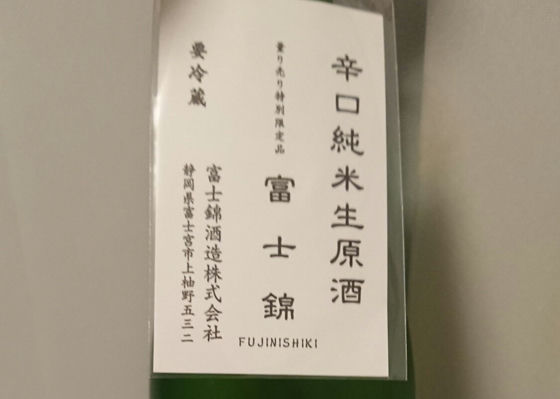 辛口純米生原酒
量り売り特別限定品
富士錦
FUJINISHIKI
要冷蔵
富士錦酒造株式会社
静岡県富士宮市上柚野五三二